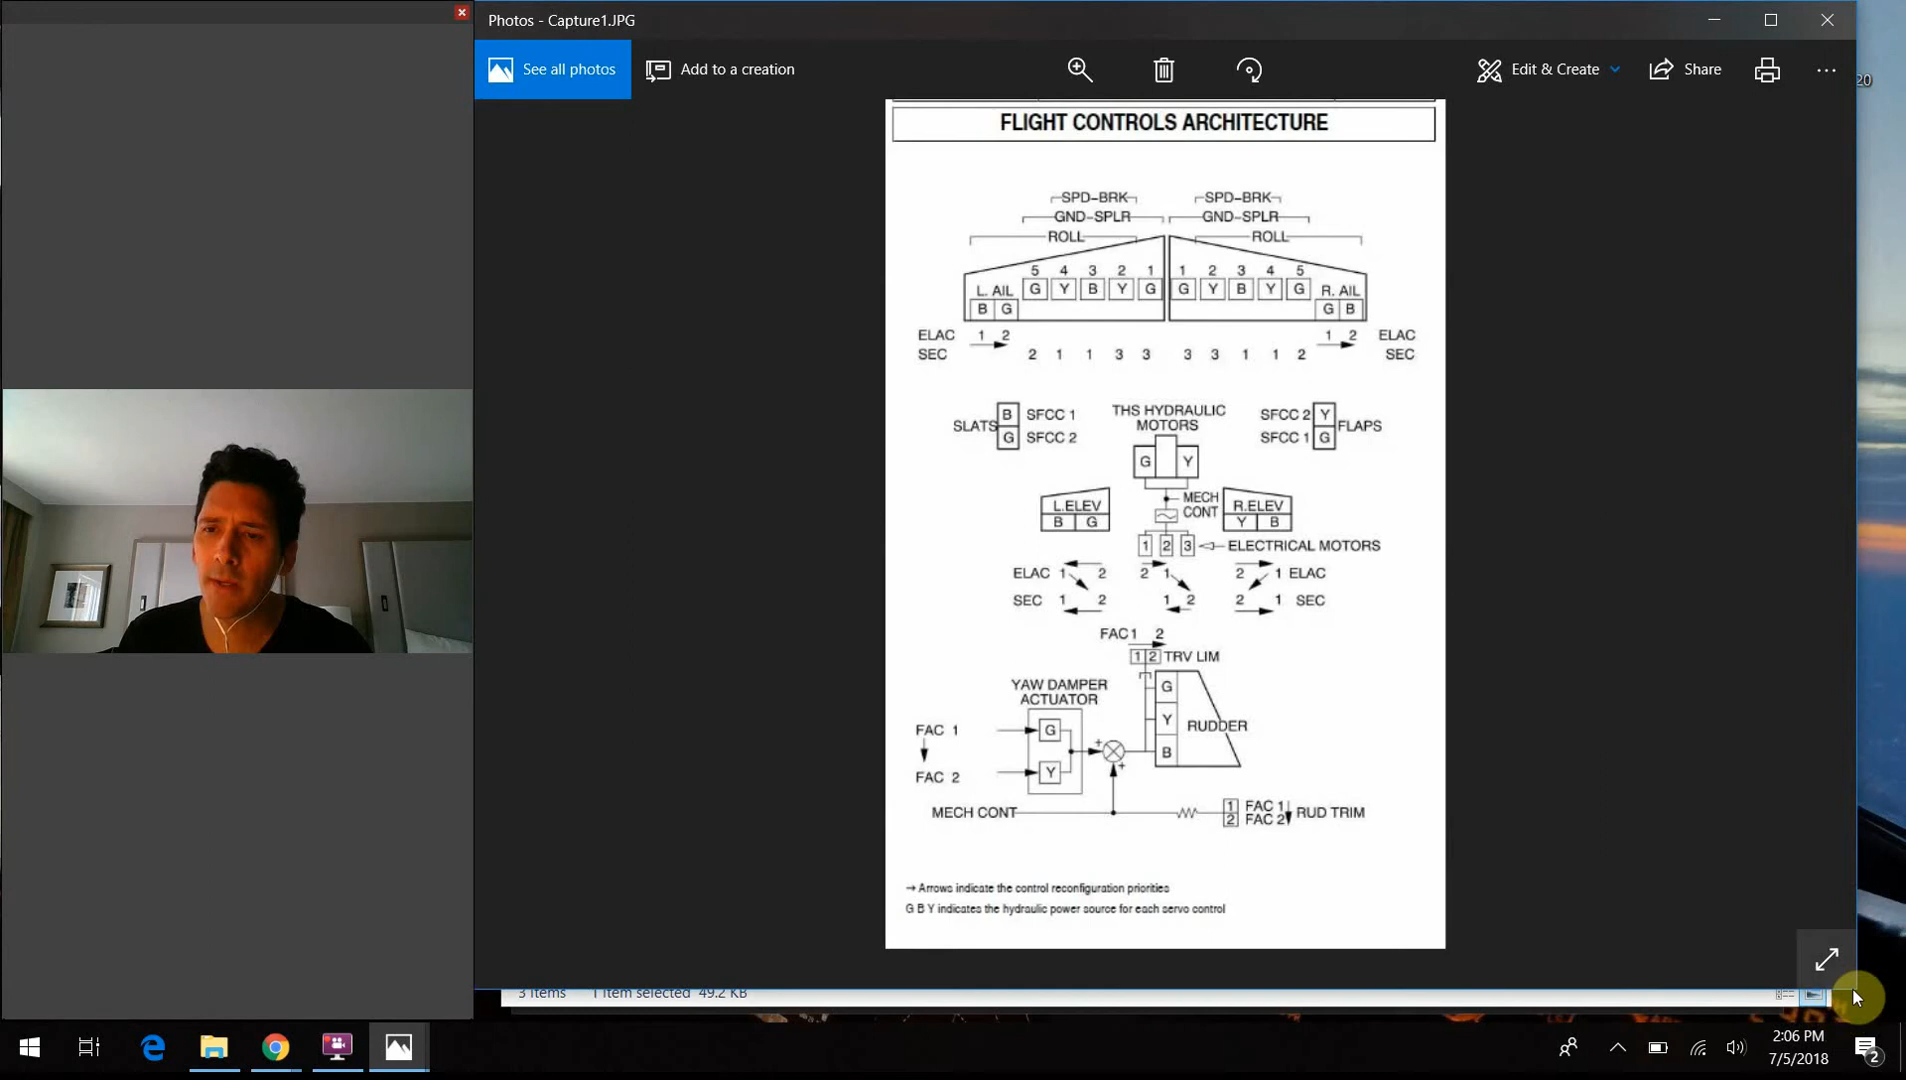 Photos - Capture1.JPG
See all photos
Add to a creation
Edit & Create
Share
20
FLIGHT CONTROLS ARCHITECTURE
SPD-BRK SPD-BRK
GND-SPLR GND-SPLR
ROLL ROLL
5 4 3 2 1 1 2 3 4 5
L. AIL G Y B Y G G Y B Y G R. AIL
B G G B
ELAC 1 2 1 2 ELAC
SEC 2 1 1 3 3 3 3 1 1 2 SEC
SLATS B SFCC 1
G SFCC 2
THS HYDRAULIC
MOTORS
G Y
SFCC 2 Y FLAPS
SFCC 1 G
MECH
CONT
L.ELEV
B G
R.ELEV
Y B
1 2 3 ELECTRICAL MOTORS
ELAC 1 2 2 1 2 1 ELAC
SEC 1 2 1 2 2 1 SEC
FAC 1 2
1 2 TRV LIM
YAW DAMPER
ACTUATOR
G
Y
B
RUDDER
FAC 1 G
FAC 2 Y
+
+
MECH CONT
1 FAC 1
2 FAC 2
RUD TRIM
→ Arrows indicate the control reconfiguration priorities
G B Y indicates the hydraulic power source for each servo control
3 items 1 item selected 49.2 KB
2:06 PM
7/5/2018
2